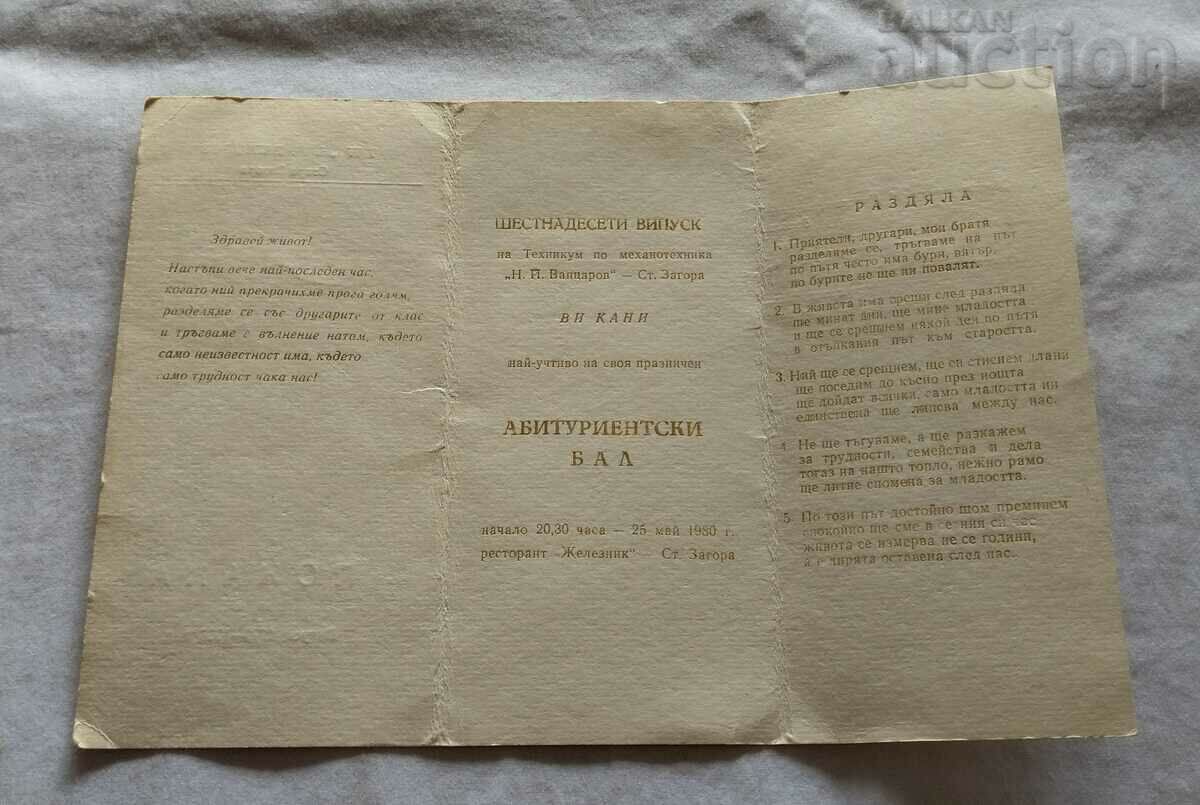 BALKAN
auction
Здравей живот!
Настъпи вече най-последен час,
когато ний прекрачихме прага голям,
разделяме се със другарите от клас
и тръгваме с вълнение натам, където
само неизвестност има, където
само трудност чака нас!
ШЕСТНАДЕСЕТИ ВИПУСК
на Техникум по механотехника
„Н. Й. Вапцаров" — Ст. Загора
ВИ КАНИ
най-учтиво на своя празничен
АБИТУРИЕНТСКИ
БАЛ
начало 20,30 часа — 25 май 1980 г.
ресторант „Железник" — Ст. Загора
РАЗДЯЛА
1. Приятели, другари, мои братя
разделяме се, тръгваме на път
по пътя често има бури, вятър,
но бурите не ще ни повалят.
2. В живота има срещи след раздяла
ще минат дни, ще мине младостта
и ще се срещнем някой ден по пътя
в отъпкания път към старостта.
3. Ний ще се срещнем, ще си стиснем длани
ще поседим до късно през нощта
ще дойдат всички, само младостта ни
единствена ще липсва между нас.
4. Не ще тъгуваме, а ще разкажем
за трудности, семейства и дела
тогаз на нашто топло, нежно рамо
ще литне спомена за младостта.
5. По този път достойно щом преминем
спокойно ще сме в
живота се измерва не се години,
а оставена след нас.